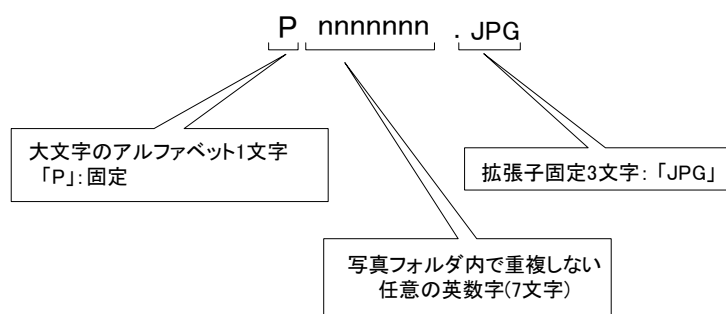 P nnnnnnn . JPG
大文字のアルファベット1文字
「P」：固定
拡張子固定3文字：「JPG」
写真フォルダ内で重複しない
任意の英数字(7文字)